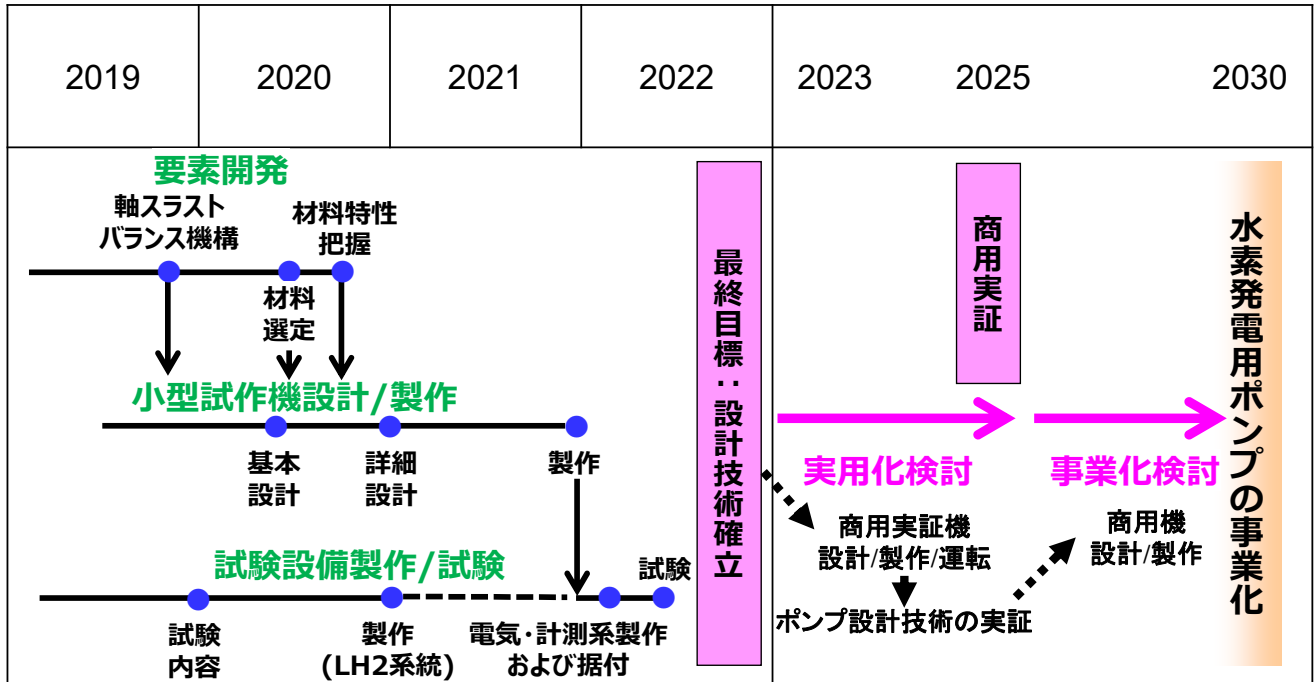 2019
2020
2021
2022
2023
2025
2030
要素開発
軸スラスト
バランス機構
材料特性
把握
材料
選定
小型試作機設計/製作
基本
設計
詳細
設計
製作
試験設備製作/試験
試験
試験
内容
製作
(LH2系統)
電気・計測系製作
および据付
最終目標:設計技術確立
商用実証
実用化検討
事業化検討
商用実証機
設計/製作/運転
ポンプ設計技術の実証
商用機
設計/製作
水素発電用ポンプの事業化